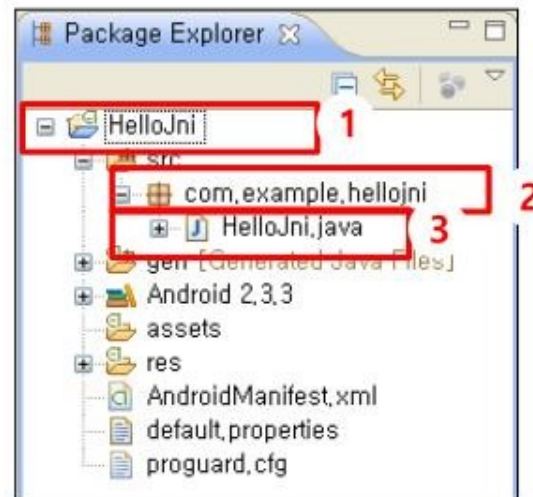 Package Explorer
HelloJni
1
src
com,example,hellojni
2
HelloJni,java
3
gen [Generated Java Files]
Android 2,3,3
assets
res
AndroidManifest,xml
default,properties
proguard,cfg